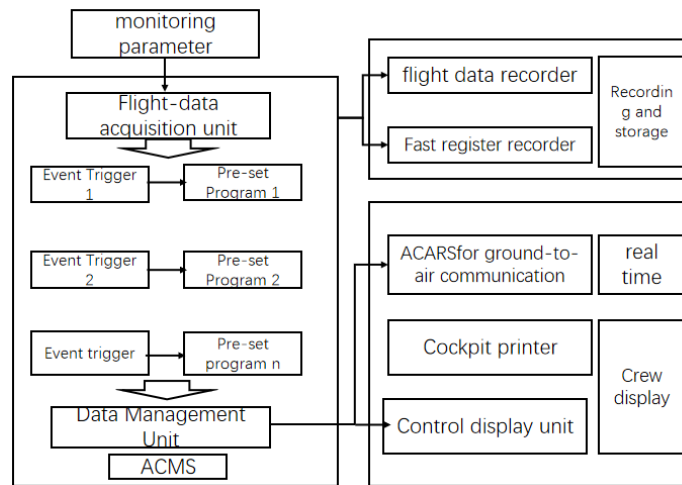 monitoring
parameter
Flight-data
acquisition unit
Event Trigger
1
Pre-set
Program 1
Event Trigger
2
Pre-set
Program 2
Event trigger
Pre-set
program n
Data Management
Unit
ACMS
flight data recorder
Fast register recorder
Recordin
g and
storage
ACARSfor ground-to-
air communication
real
time
Cockpit printer
Control display unit
Crew
display